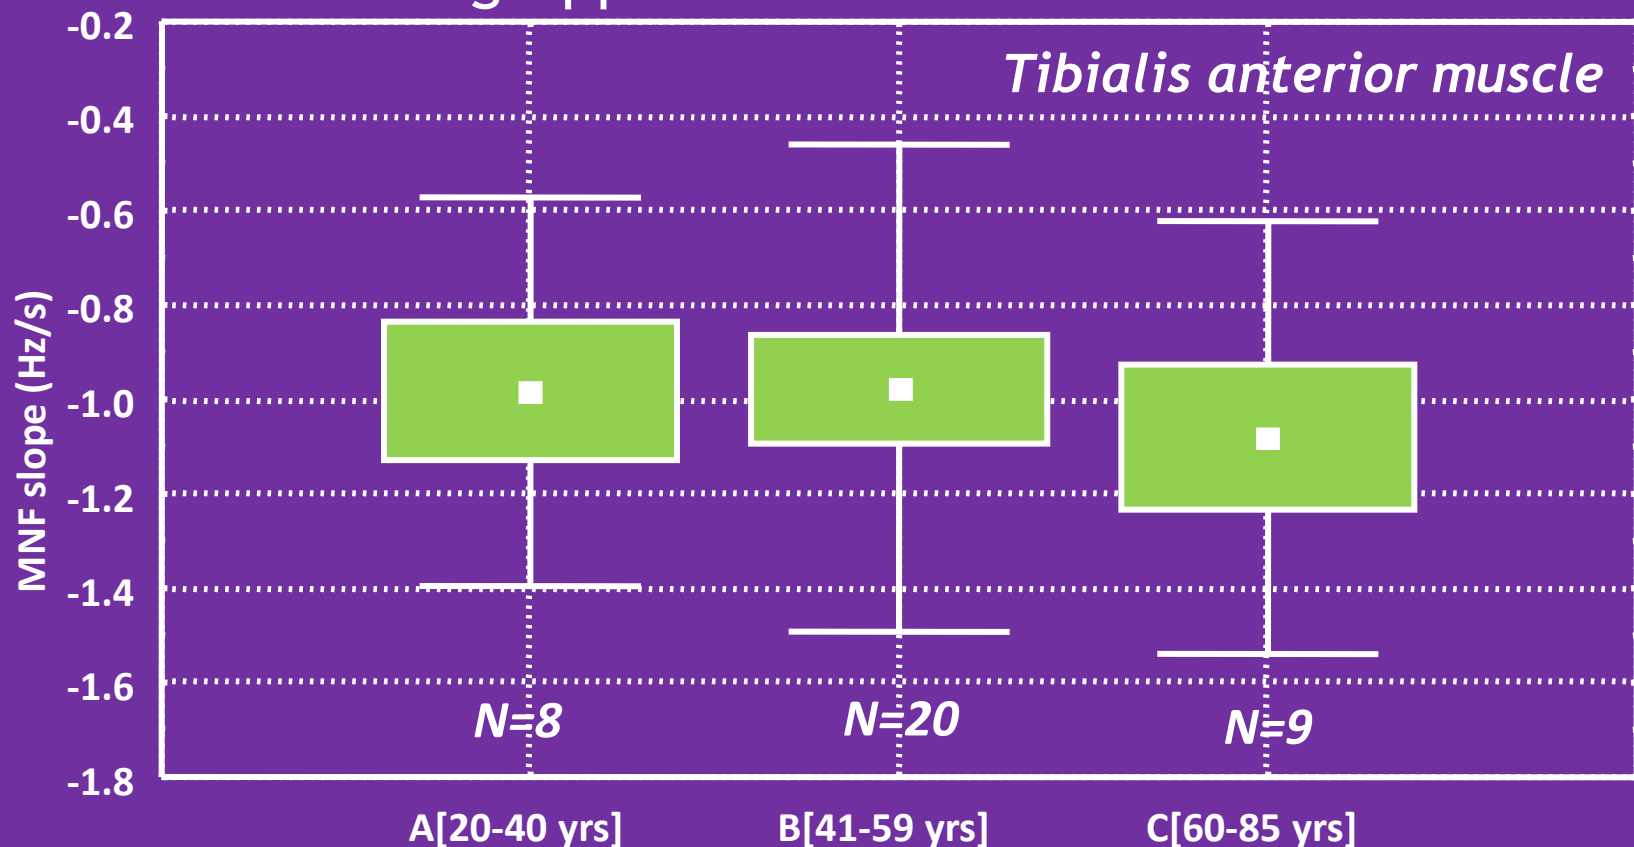 Tibialis anterior muscle
MNF slope (Hz/s)
-0.2
-0.4
-0.6
-0.8
-1.0
-1.2
-1.4
-1.6
-1.8
N=8
N=20
N=9
A[20-40 yrs]
B[41-59 yrs]
C[60-85 yrs]